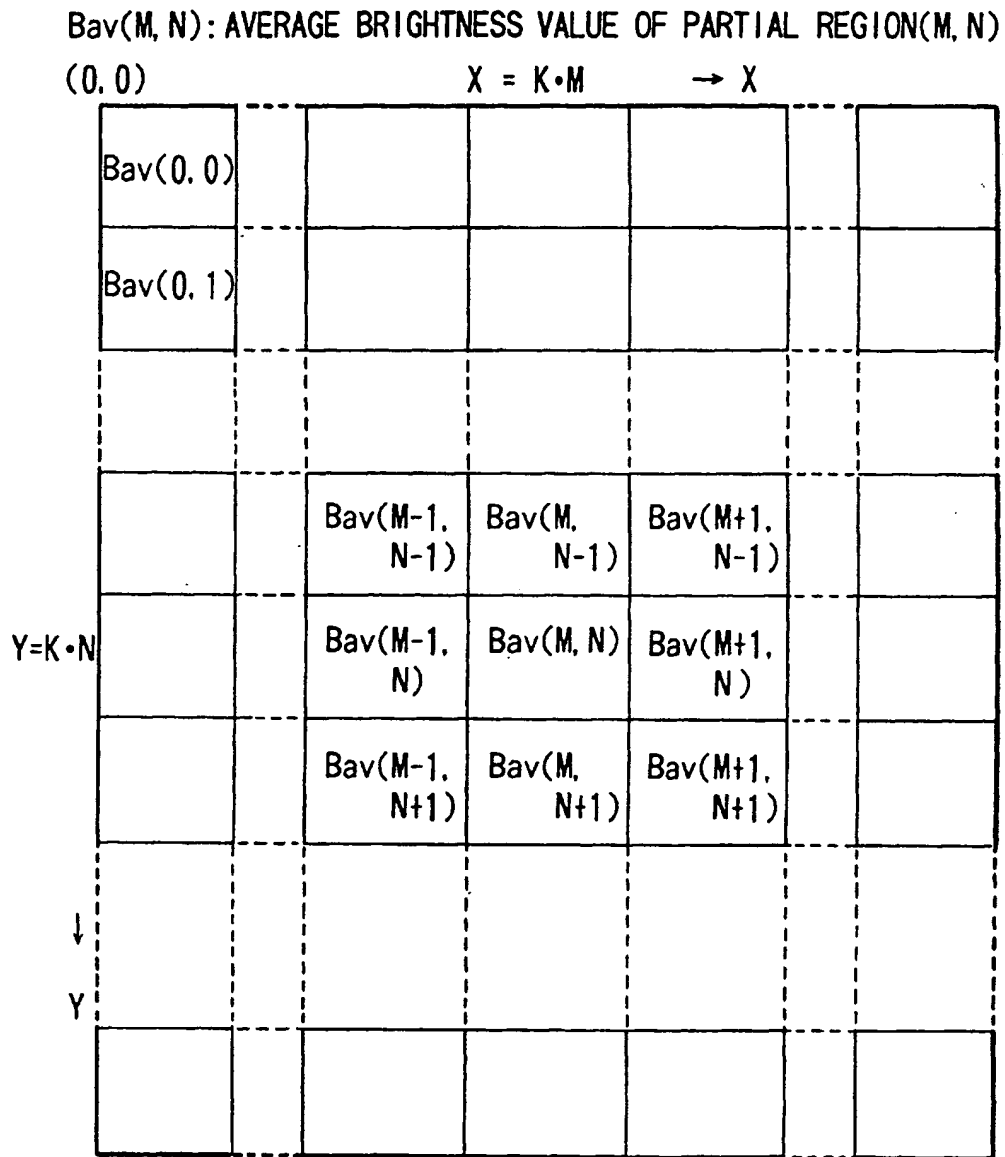 Bav(M, N): AVERAGE BRIGHTNESS VALUE OF PARTIAL REGION(M, N)
(0, 0) X = K•M → X
Bav(0, 0)
Bav(0, 1)
Bav(M-1, Bav(M, Bav(M+1,
N-1) N-1) N-1)
Y=K•N Bav(M-1, Bav(M, N) Bav(M+1,
N) N)
Bav(M-1, Bav(M, Bav(M+1,
N+1) N+1) N+1)
↓
Y